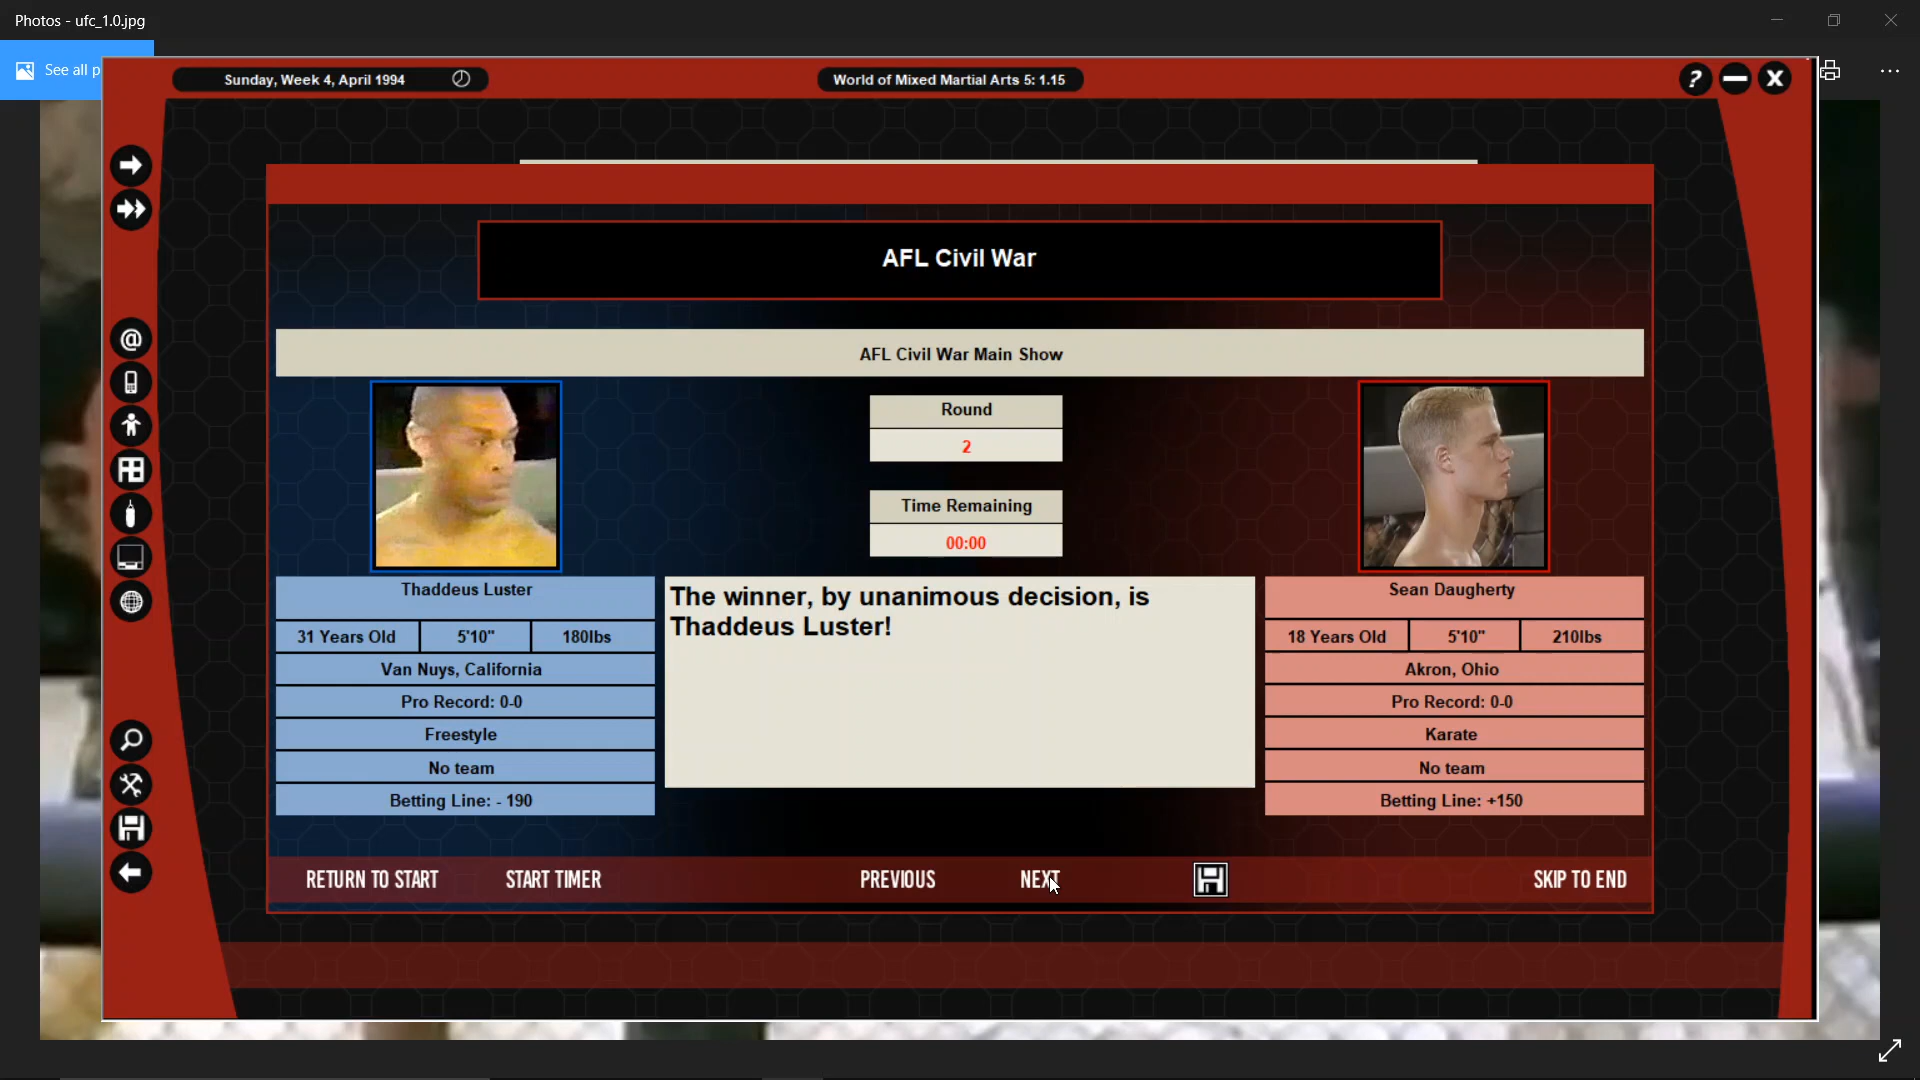 Photos - ufc_1.0.jpg
See all p
Sunday, Week 4, April 1994
World of Mixed Martial Arts 5: 1.15
?
X
@
AFL Civil War
AFL Civil War Main Show
Round
2
Time Remaining
00:00
Thaddeus Luster
31 Years Old
5'10"
180lbs
Van Nuys, California
Pro Record: 0-0
Freestyle
No team
Betting Line: - 190
The winner, by unanimous decision, is
Thaddeus Luster!
Sean Daugherty
18 Years Old
5'10"
210lbs
Akron, Ohio
Pro Record: 0-0
Karate
No team
Betting Line: +150
RETURN TO START
START TIMER
PREVIOUS
NEXT
SKIP TO END